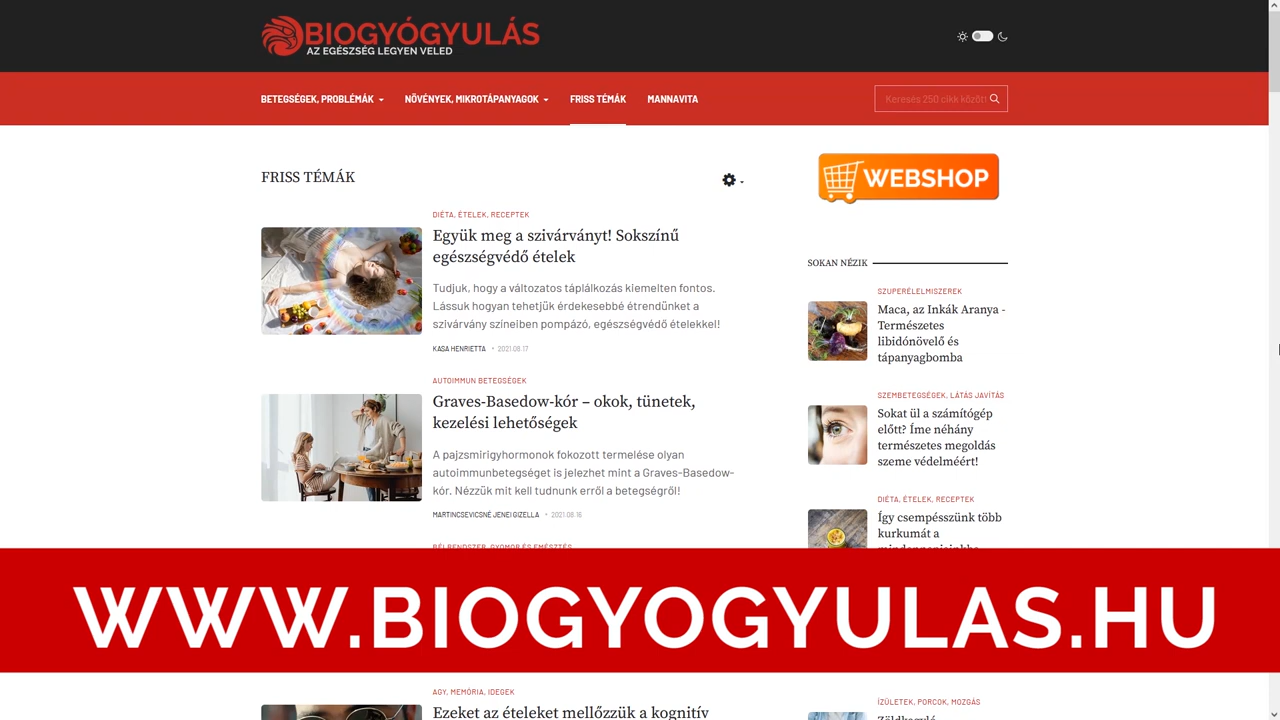 BIOGYÓGYULÁS
AZ EGÉSZSÉG LEGYEN VELED
BETEGSÉGEK, PROBLÉMÁK
NÖVÉNYEK, MIKROTÁPANYAGOK
FRISS TÉMÁK
MANNAVITA
Keresés 250 cikk között
FRISS TÉMÁK
DIÉTA, ÉTELEK, RECEPTEK
Együk meg a szivárványt! Sokszínű
egészségvédő ételek
Tudjuk, hogy a változatos táplálkozás kiemelten fontos.
Lássuk hogyan tehetjük érdekesebbé étrendünket a
szivárvány színeiben pompázó, egészségvédő ételekkel!
KASA HENRIETTA • 2021.08.17
AUTOIMMUN BETEGSÉGEK
Graves-Basedow-kór – okok, tünetek,
kezelési lehetőségek
A pajzsmirigyhormonok fokozott termelése olyan
autoimmunbetegséget is jelezhet mint a Graves-Basedow-
kór. Nézzük mit kell tudnunk erről a betegségről!
MARTINCSEVICSNÉ JENEI GIZELLA • 2021.08.16
BÉLRENDSZER, GYOMOR ÉS EMÉSZTÉS
WEBSHOP
SOKAN NÉZIK
SZUPERÉLELMISZEREK
Maca, az Inkák Aranya -
Természetes
libidónövelő és
tápanyagbomba
SZEMBETEGSÉGEK, LÁTÁS JAVÍTÁS
Sokat ül a számítógép
előtt? Íme néhány
természetes megoldás
szeme védelméért!
DIÉTA, ÉTELEK, RECEPTEK
Így csempésszünk több
kurkumát a
mindennapjainkba
WWW.BIOGYOGYULAS.HU
AGY, MEMÓRIA, IDEGEK
Ezeket az ételeket mellőzzük a kognitív
ÍZÜLETEK, PORCOK, MOZGÁS
Zöldkagyló